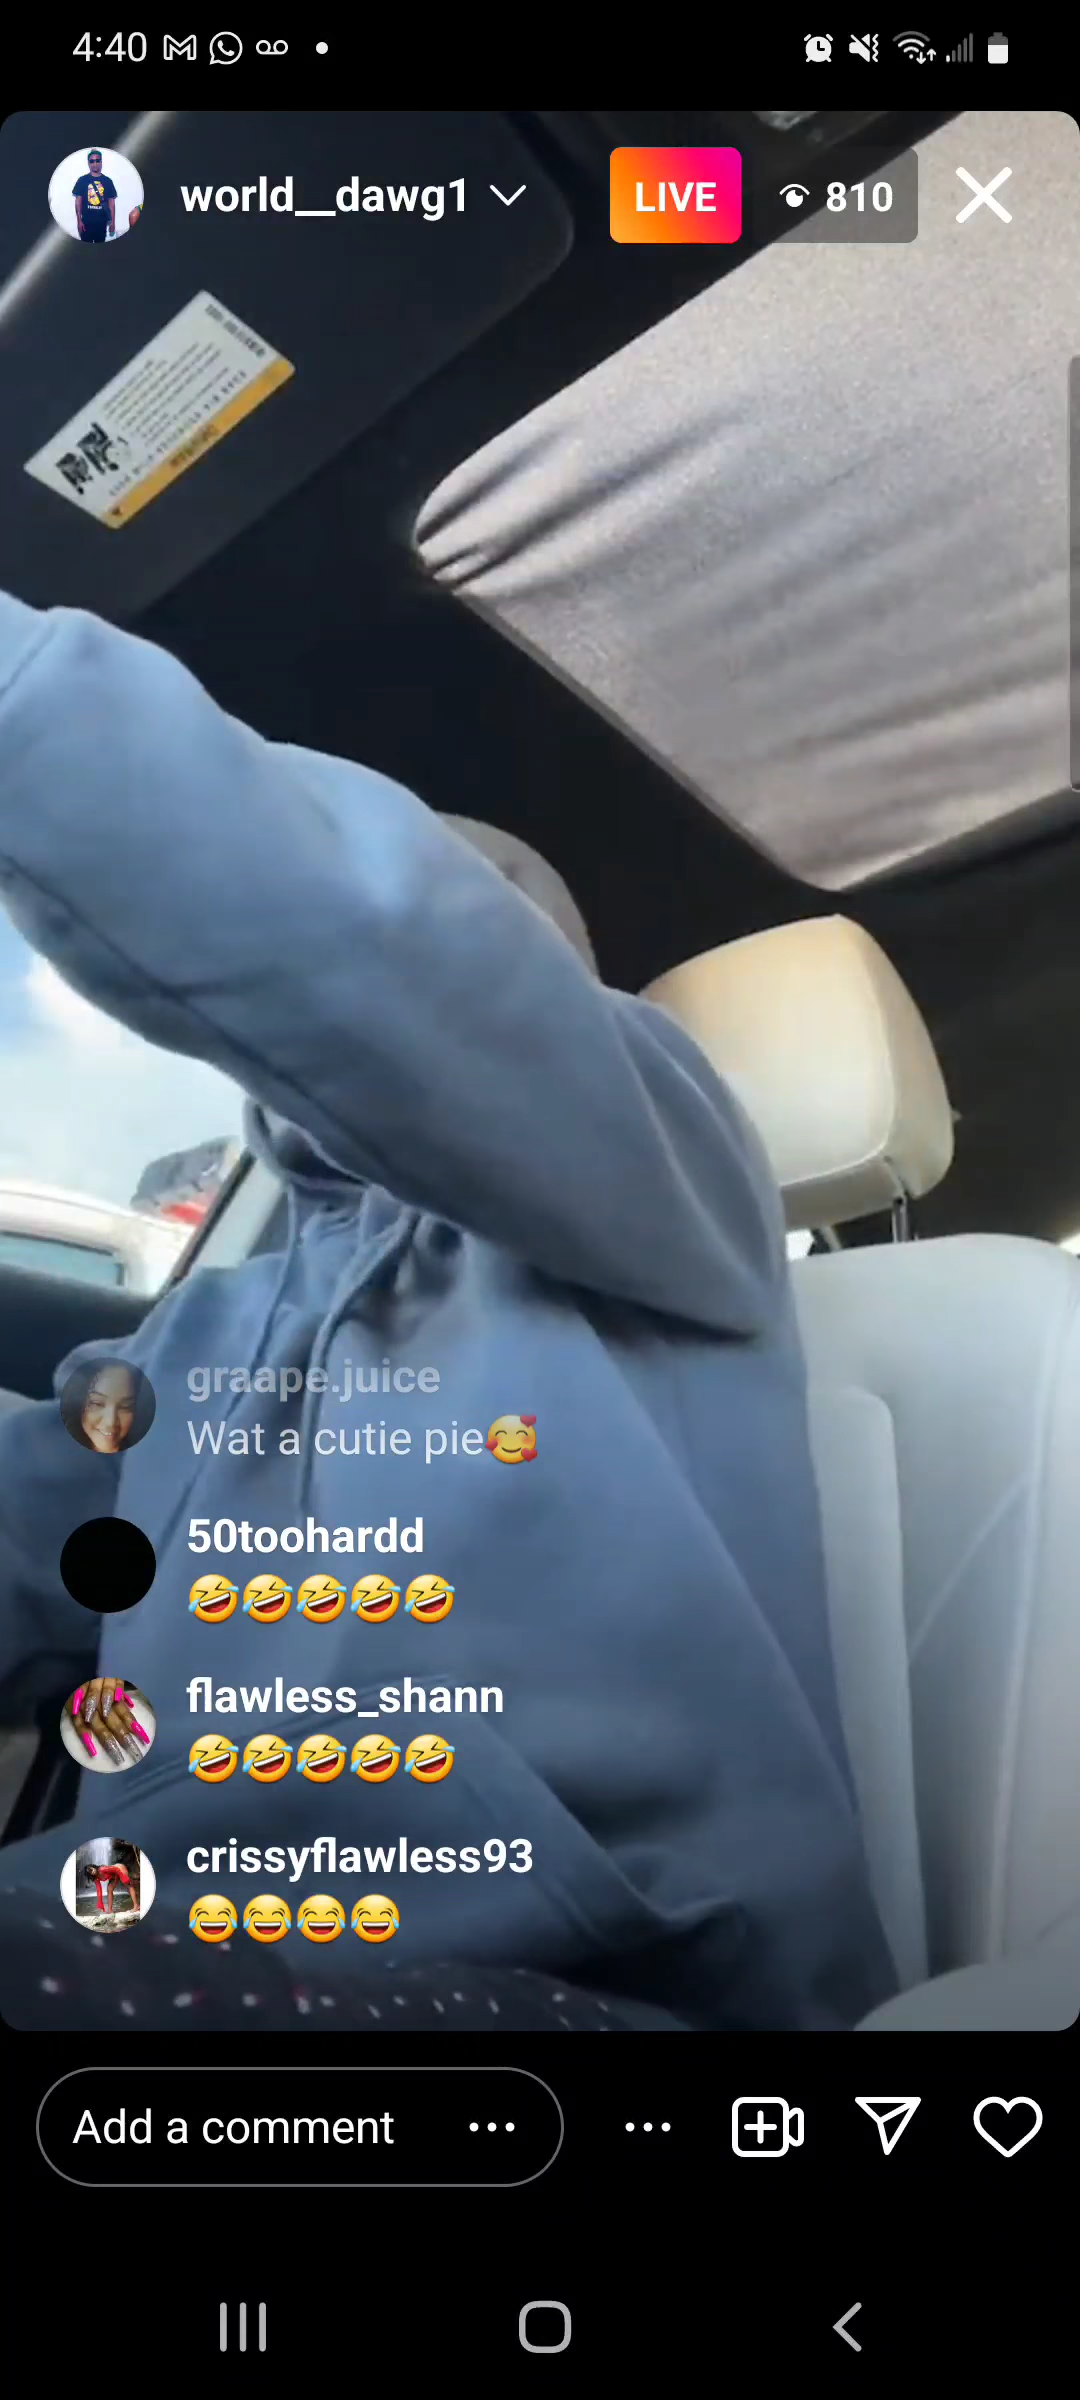 4:40
world__dawg1
LIVE
810
graape.juice
Wat a cutie pie🥰
50toohardd
🤣🤣🤣🤣🤣
flawless_shann
🤣🤣🤣🤣🤣
crissyflawless93
😂😂😂😂
Add a comment